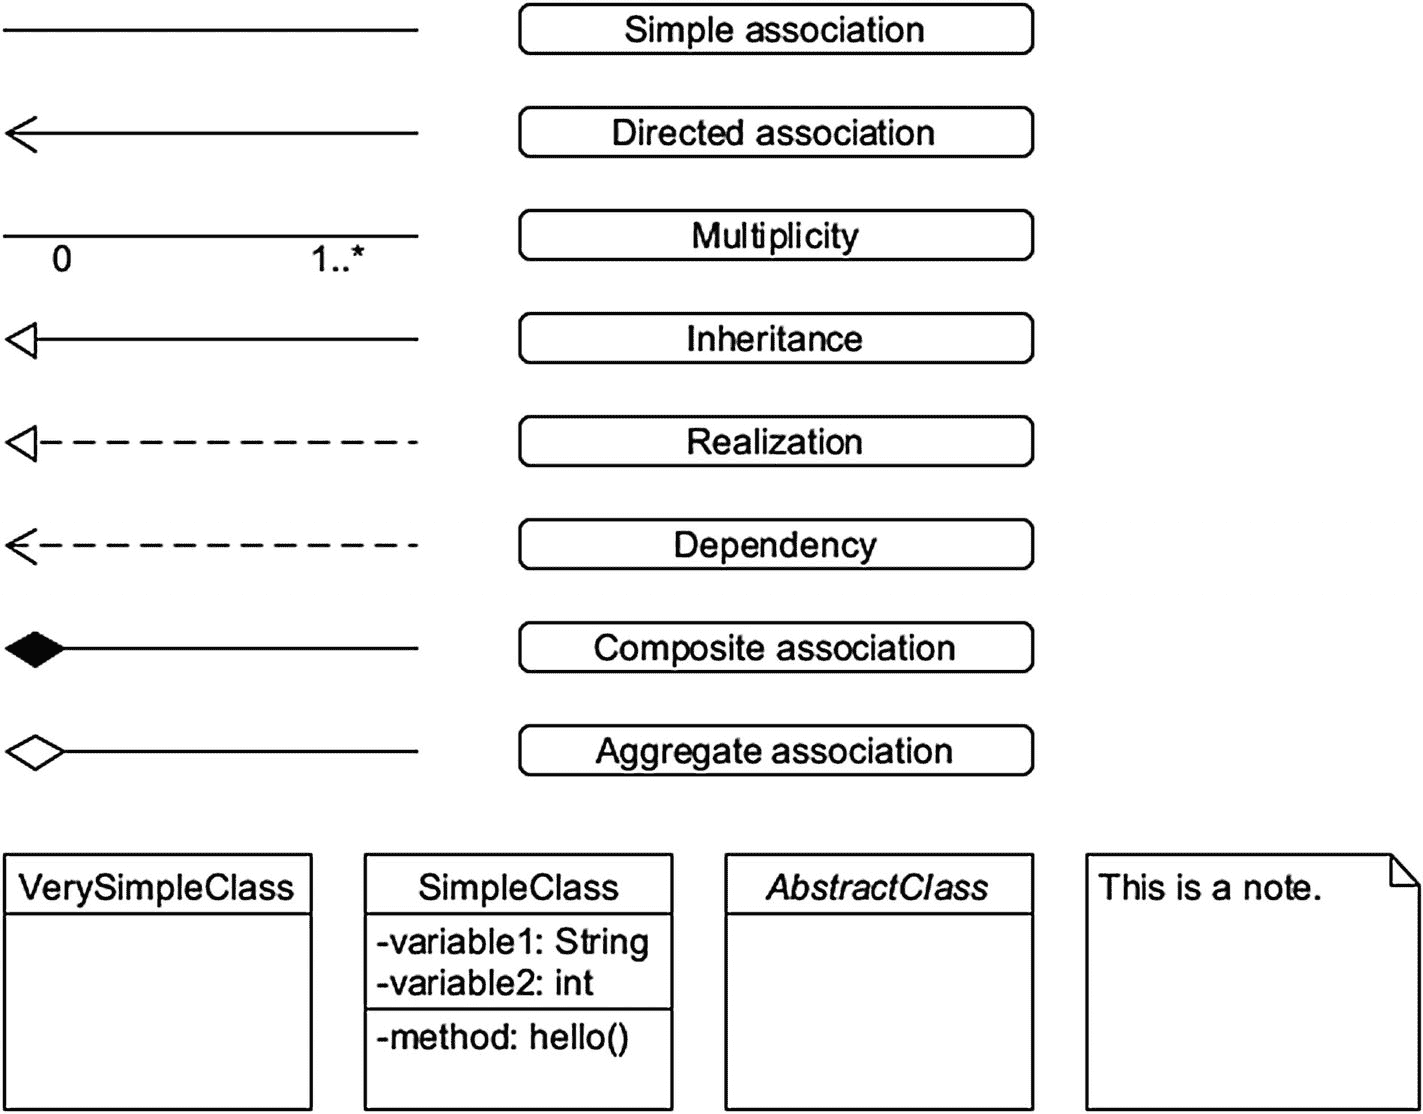 Simple association
Directed association
Multiplicity
0 1..*
Inheritance
Realization
Dependency
Composite association
Aggregate association
VerySimpleClass
SimpleClass
-variable1: String
-variable2: int
-method: hello()
AbstractClass
This is a note.